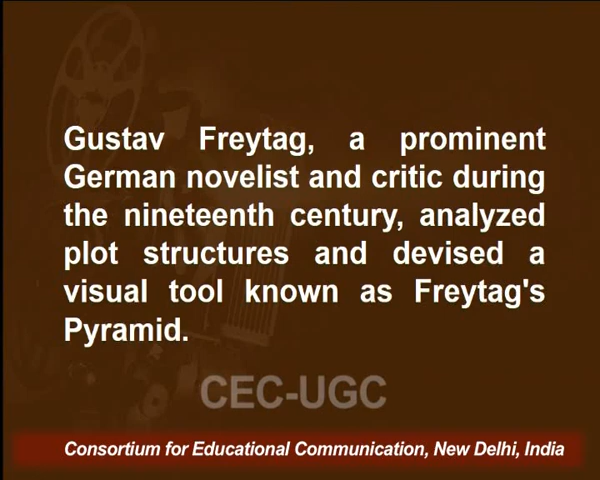 Gustav Freytag, a prominent
German novelist and critic during
the nineteenth century, analyzed
plot structures and devised a
visual tool known as Freytag's
Pyramid.
CEC-UGC
Consortium for Educational Communication, New Delhi, India